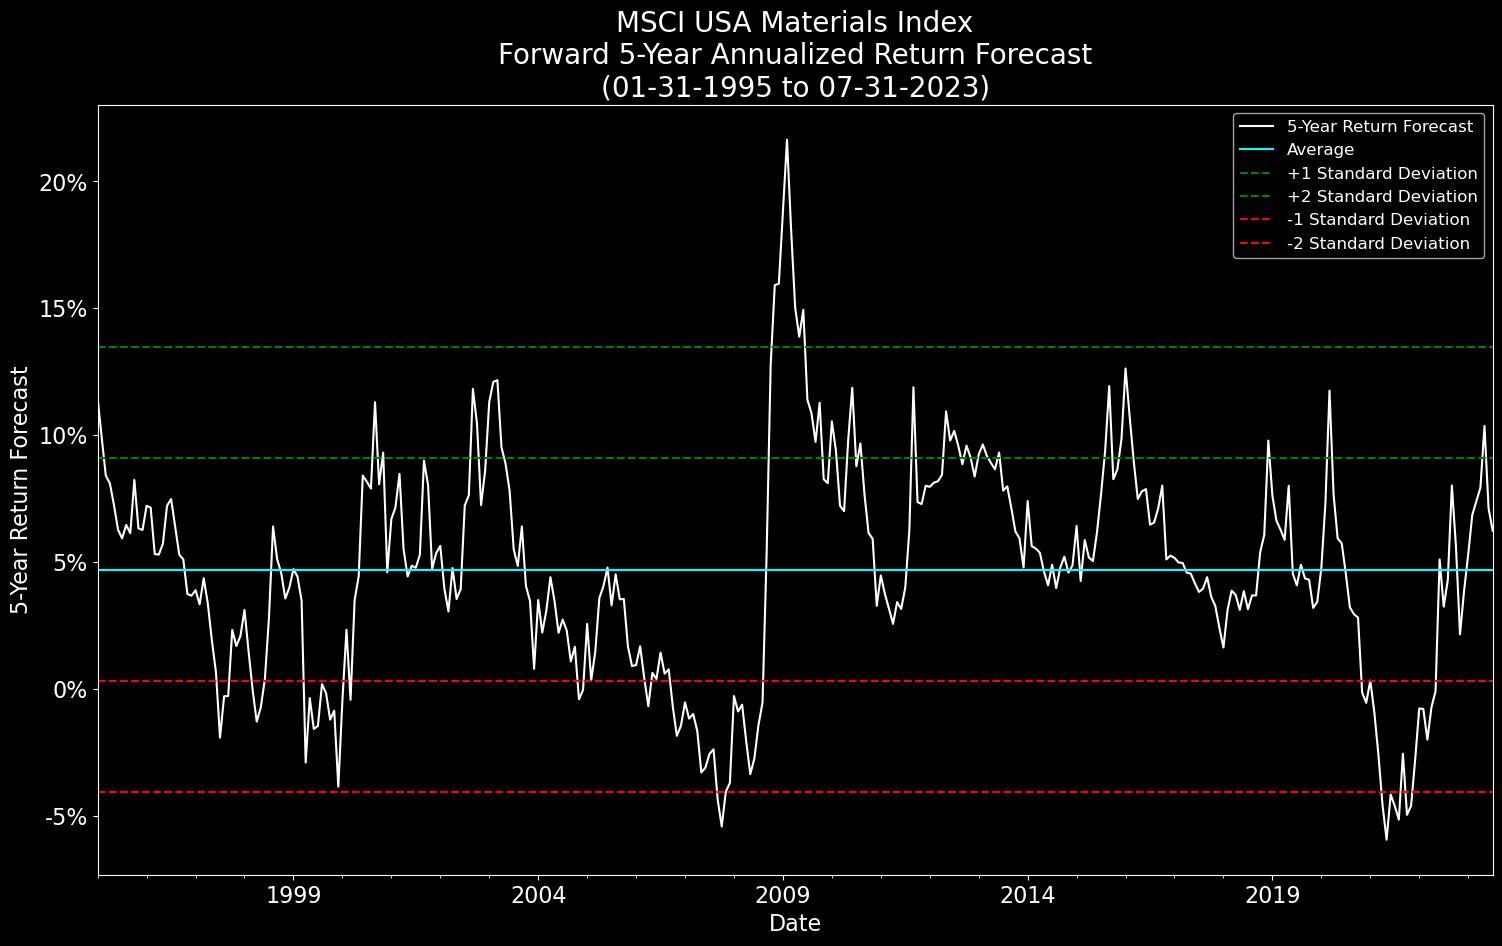 MSCI USA Materials Index
Forward 5-Year Annualized Return Forecast
(01-31-1995 to 07-31-2023)
5-Year Return Forecast
Average
+1 Standard Deviation
+2 Standard Deviation
-1 Standard Deviation
-2 Standard Deviation
5-Year Return Forecast
20%
15%
10%
5%
0%
-5%
1999 2004 2009 2014 2019
Date